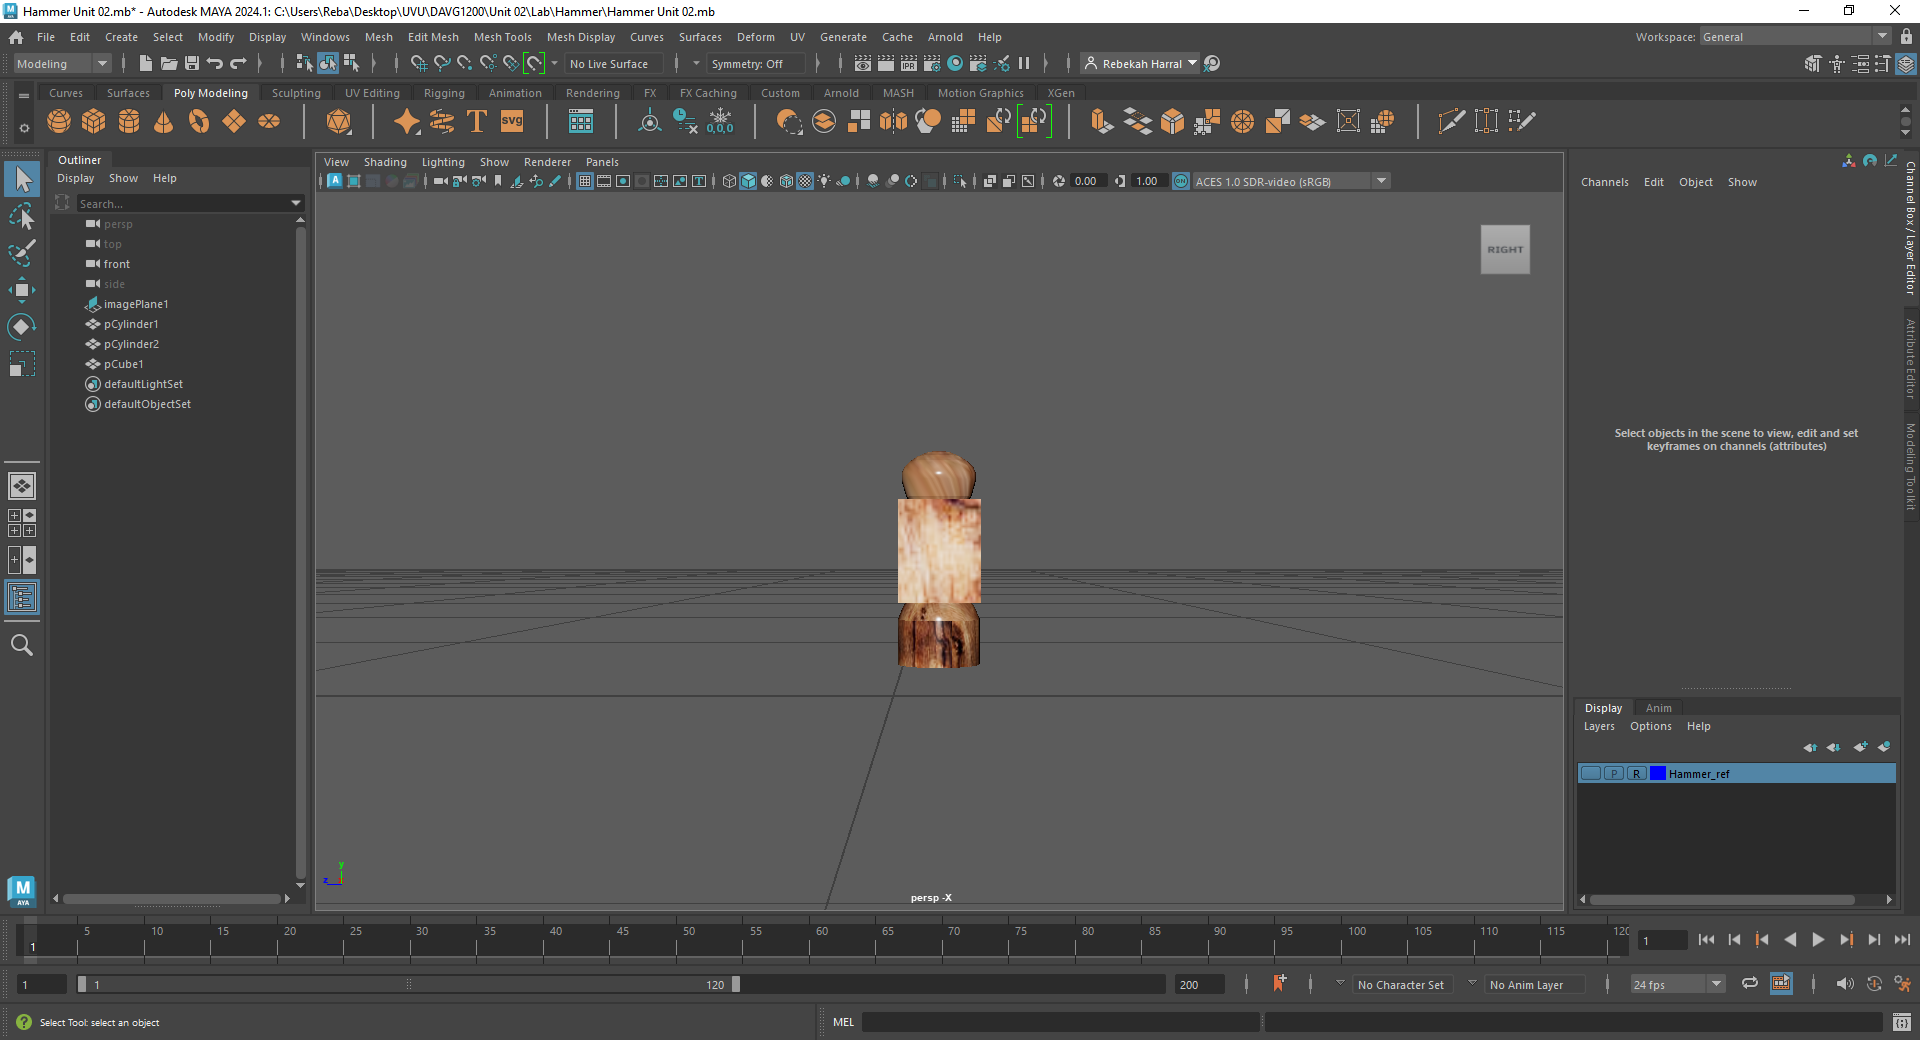 Hammer Unit 02.mb* - Autodesk MAYA 2024.1: C:\Users\Reba\Desktop\UVU\DAVG1200\Unit 02\Lab\Hammer\Hammer Unit 02.mb
File Edit Create Select Modify Display Windows Mesh Edit Mesh Mesh Tools Mesh Display Curves Surfaces Deform UV Generate Cache Arnold Help
Workspace: General
Modeling
No Live Surface
Symmetry: Off
IPR
Rebekah Harral
Curves Surfaces Poly Modeling Sculpting UV Editing Rigging Animation Rendering FX FX Caching Custom Arnold MASH Motion Graphics XGen
T
SVG
0,0,0
Outliner
Display Show Help
Search...
persp
top
front
side
imagePlane1
pCylinder1
pCylinder2
pCube1
defaultLightSet
defaultObjectSet
View Shading Lighting Show Renderer Panels
0.00
1.00
ON
ACES 1.0 SDR-video (sRGB)
RIGHT
y
z
persp -X
Channels Edit Object Show
Select objects in the scene to view, edit and set
keyframes on channels (attributes)
Channel Box / Layer Editor
Attribute Editor
Modeling Toolkit
Display Anim
Layers Options Help
P R Hammer_ref
M
AYA
5 10 15 20 25 30 35 40 45 50 55 60 65 70 75 80 85 90 95 100 105 110 115 120
1
1
1
1
120
200
No Character Set
No Anim Layer
24 fps
Select Tool: select an object
MEL